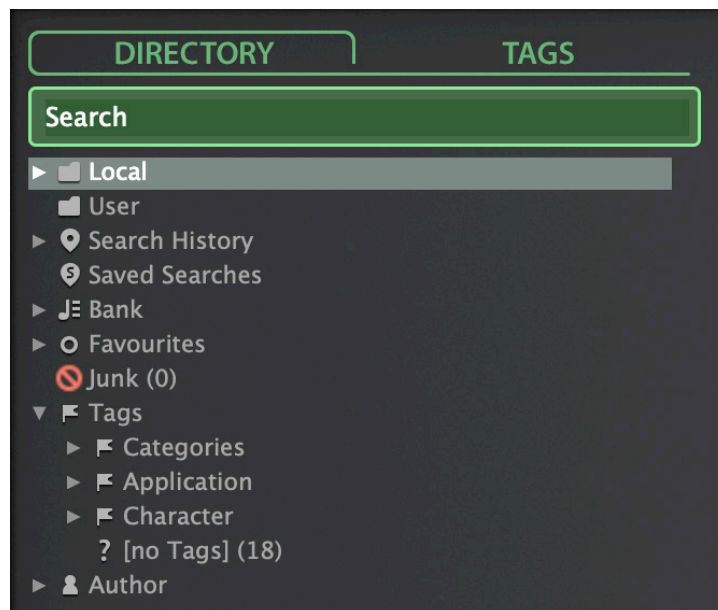 DIRECTORY TAGS
Search
Local
User
Search History
Saved Searches
Bank
Favourites
Junk (0)
Tags
Categories
Application
Character
? [no Tags] (18)
Author